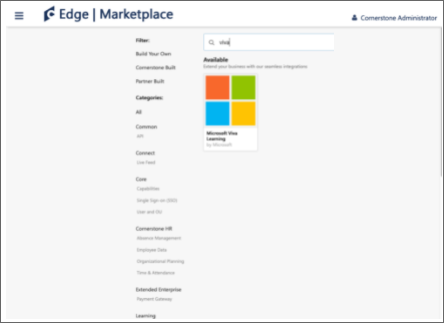 Edge | Marketplace
Cornerstone Administrator
Filter:
Build Your Own
Cornerstone Built
Partner Built
Categories:
All
Common
API
Connect
Live Feed
Core
Capabilities
Single Sign on (SSO)
User and OU
Cornerstone HR
Absence Management
Employee Data
Organizational Planning
Time & Attendance
Extended Enterprise
Payment Gateway
Learning
viva
Available
Extend your business with our seamless integrations
Microsoft Viva
Learning
by Microsoft